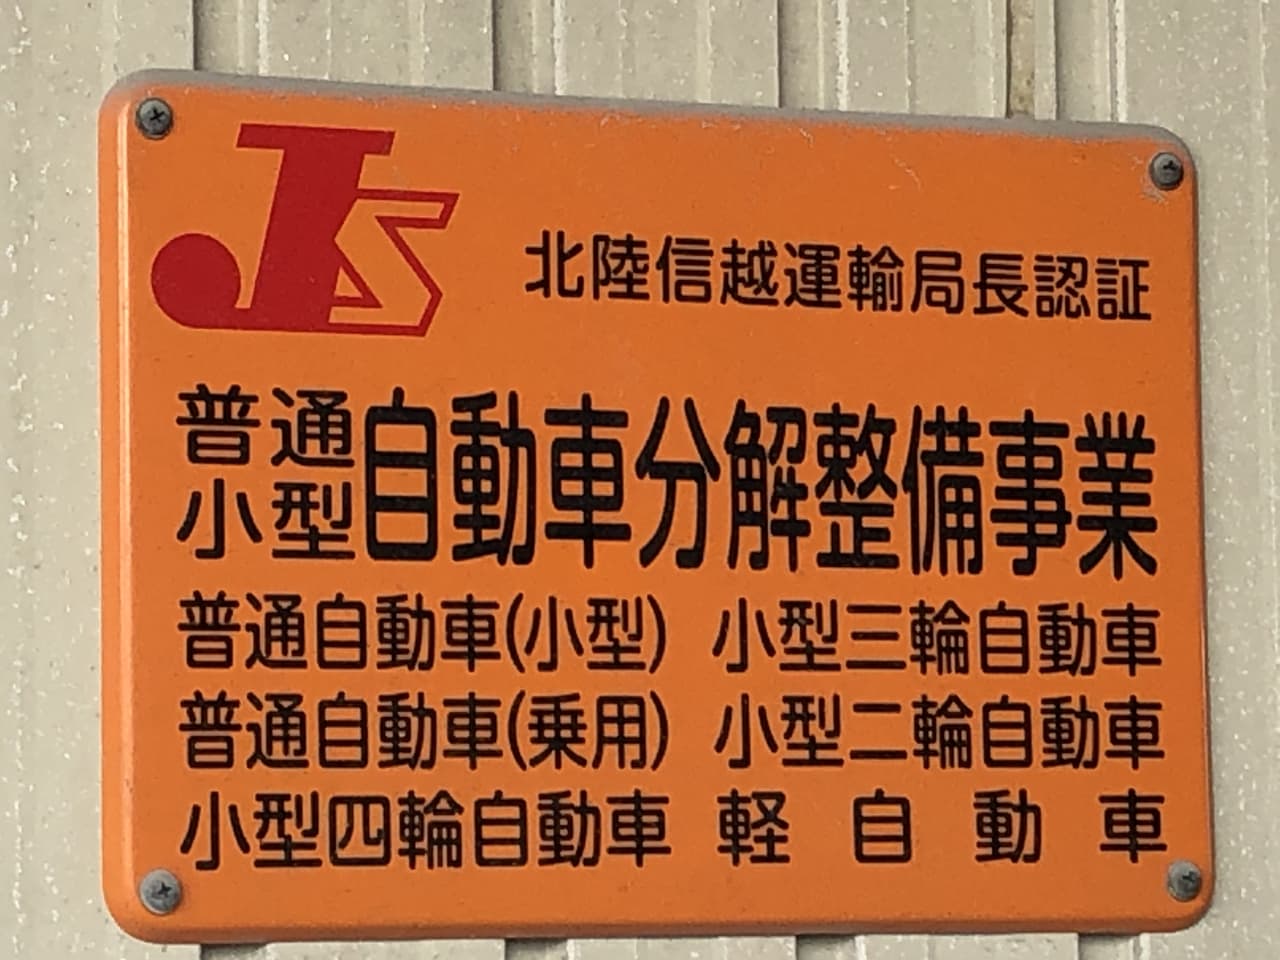 JS
北陸信越運輸局長認証
普通
小型
自動車分解整備事業
普通自動車(小型) 小型三輪自動車
普通自動車(乗用) 小型二輪自動車
小型四輪自動車 軽自動車